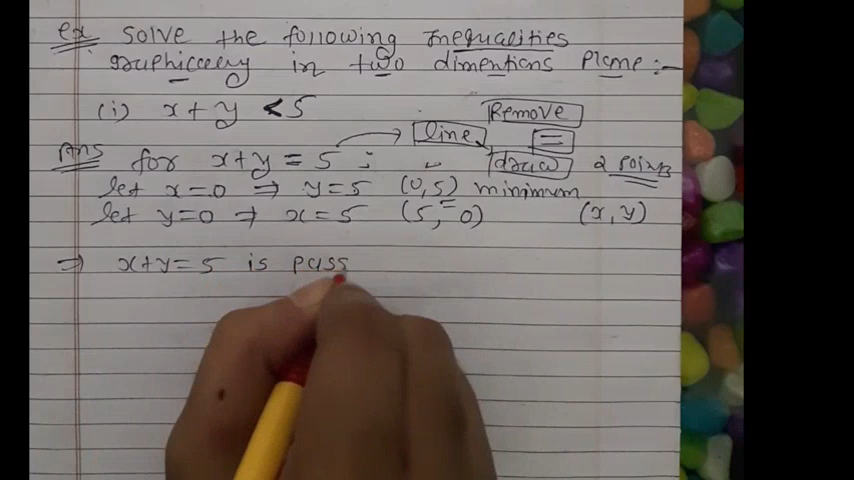 ex Solve the following Inequalities
graphically in two dimentions Plane :-
(i) x + y < 5
Remove
line
=
Ans for x+y = 5 ; draw 2 points
let x=0 ⇒ y=5 (0,5) minimum
let y=0 ⇒ x=5 (5,0) (x,y)
⇒ x+y=5 is pass